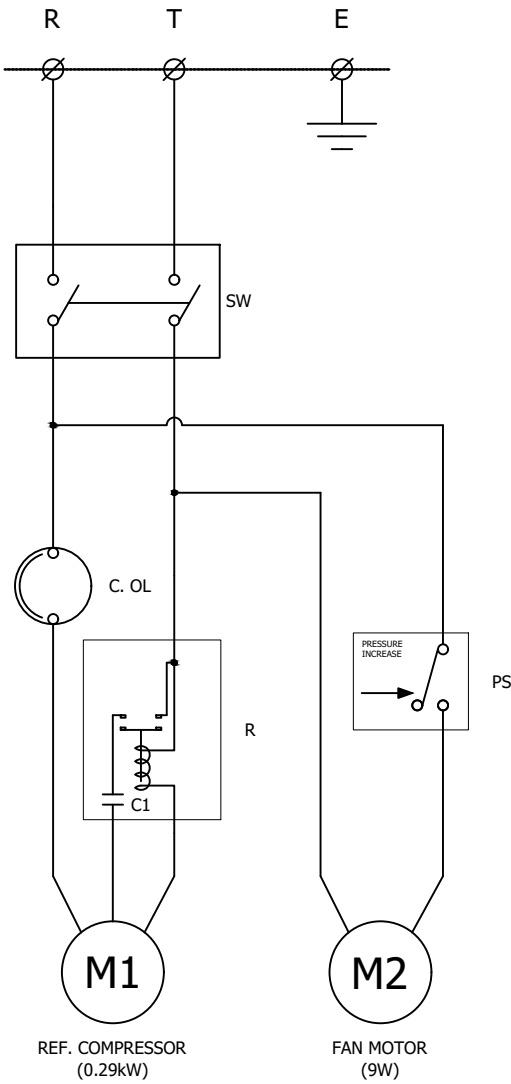 R T E
SW
C. OL
PRESSURE
INCREASE
PS
R
C1
M1 M2
REF. COMPRESSOR
(0.29kW)
FAN MOTOR
(9W)